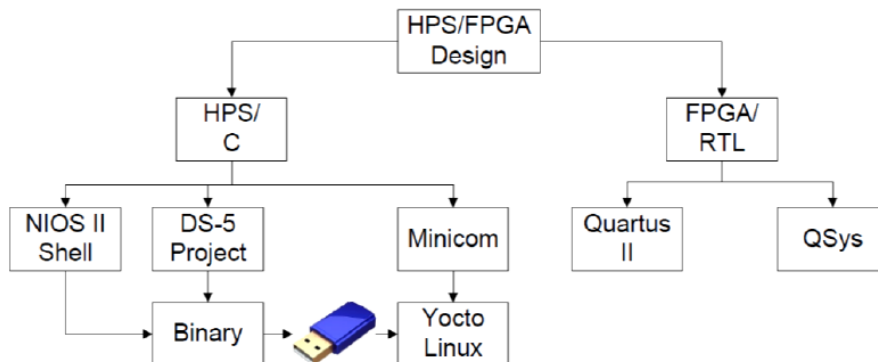 HPS/FPGA
Design
HPS/
C
FPGA/
RTL
NIOS II
Shell
DS-5
Project
Minicom
Quartus
II
QSys
Binary
Yocto
Linux